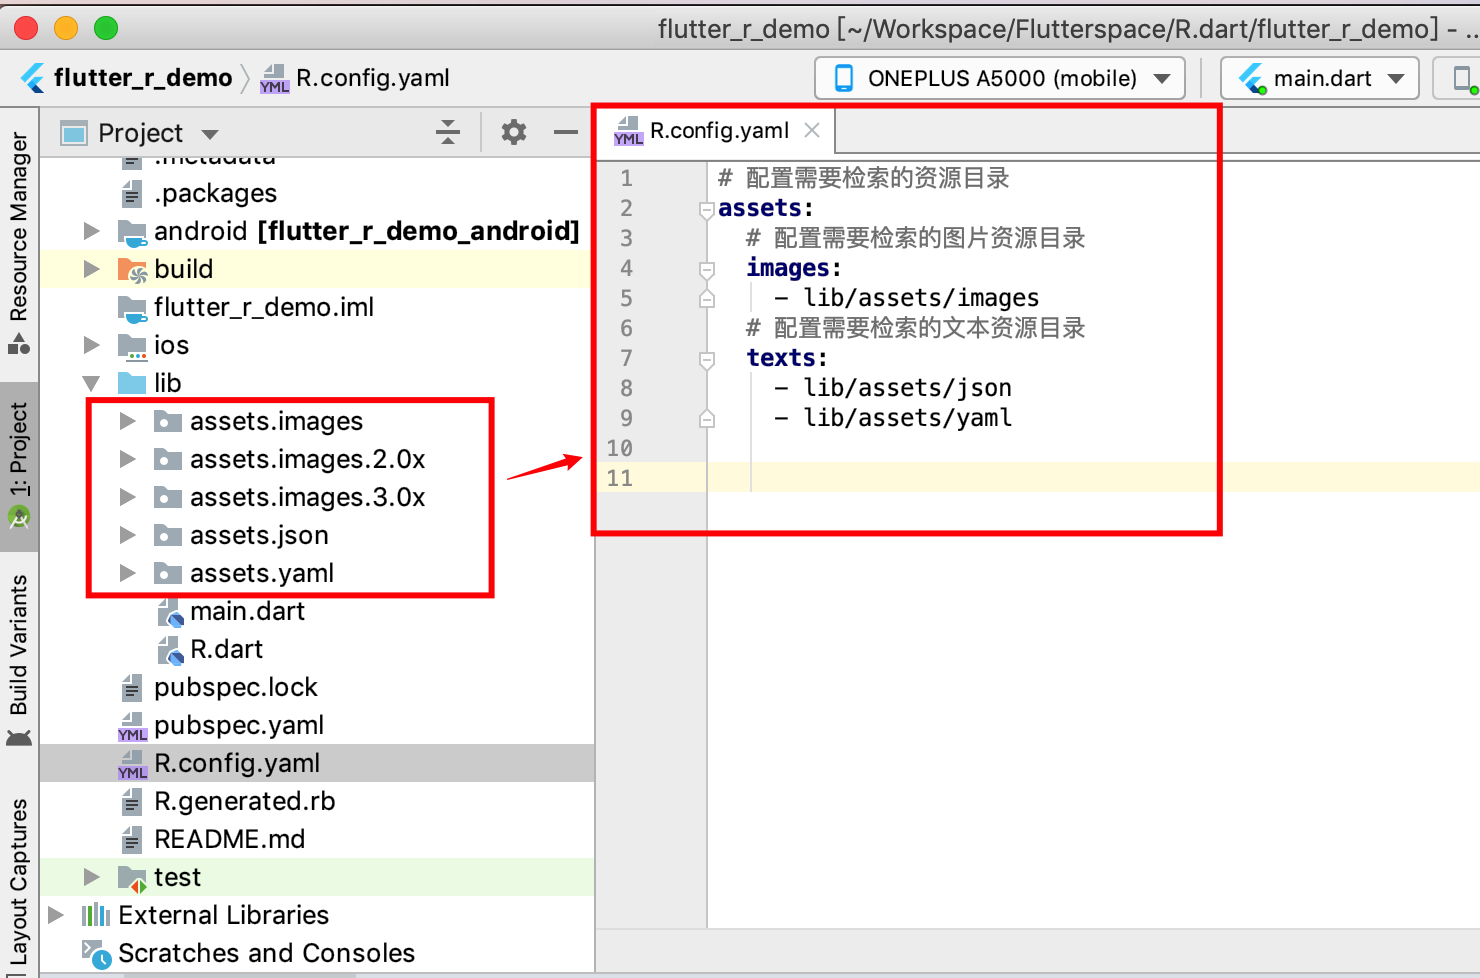 flutter_r_demo [~/Workspace/Flutterspace/R.dart/flutter_r_demo] - ...
flutter_r_demo
R.config.yaml
ONEPLUS A5000 (mobile)
main.dart
Resource Manager
1: Project
Build Variants
Layout Captures
Project
.metadata
.packages
android [flutter_r_demo_android]
build
flutter_r_demo.iml
ios
lib
assets.images
assets.images.2.0x
assets.images.3.0x
assets.json
assets.yaml
main.dart
R.dart
pubspec.lock
YML pubspec.yaml
YML R.config.yaml
R.generated.rb
README.md
test
External Libraries
Scratches and Consoles
YML R.config.yaml
1 # 配置需要检索的资源目录
2 assets:
3 # 配置需要检索的图片资源目录
4 images:
5 - lib/assets/images
6 # 配置需要检索的文本资源目录
7 texts:
8 - lib/assets/json
9 - lib/assets/yaml
10
11